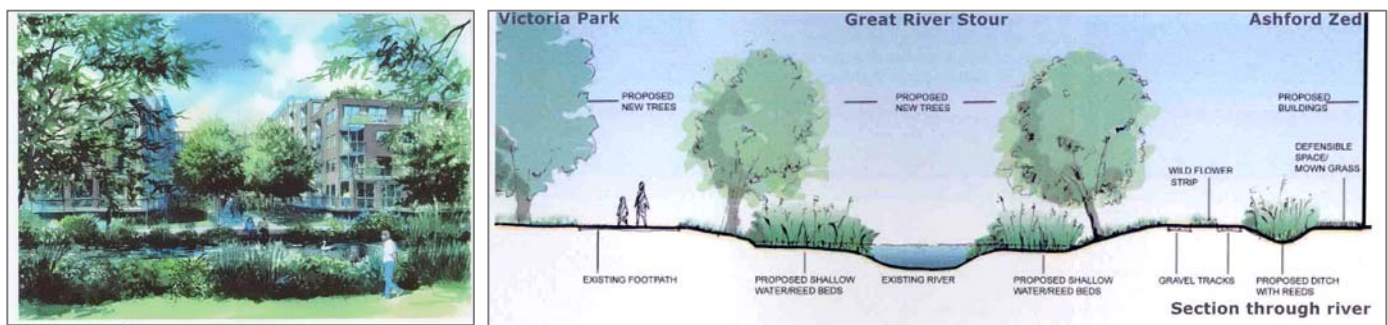 Victoria Park
Great River Stour
Ashford Zed
PROPOSED
NEW TREES
PROPOSED
NEW TREES
PROPOSED
BUILDINGS
DEFENSIBLE
SPACE/
MOWN GRASS
WILD FLOWER
STRIP
EXISTING FOOTPATH
PROPOSED SHALLOW
WATER/REED BEDS
EXISTING RIVER
PROPOSED SHALLOW
WATER/REED BEDS
GRAVEL TRACKS
PROPOSED DITCH
WITH REEDS
Section through river